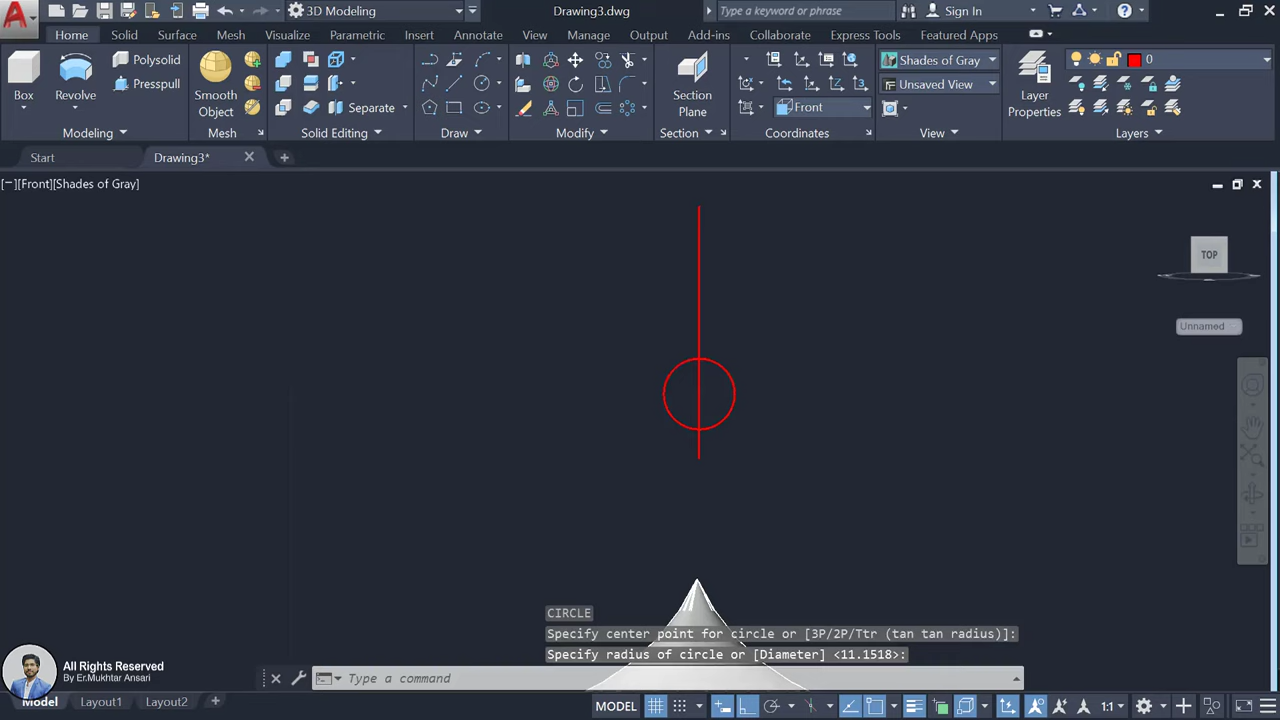 A 3D Modeling Drawing3.dwg Type a keyword or phrase Sign In
Home Solid Surface Mesh Visualize Parametric Insert Annotate View Manage Output Add-ins Collaborate Express Tools Featured Apps
Box Revolve Polysolid Presspull Smooth Object Separate Section Plane Front Shades of Gray Unsaved View Layer Properties 0
Modeling Mesh Solid Editing Draw Modify Section Coordinates View Layers
Start Drawing3*
[−][Front][Shades of Gray]
TOP
Unnamed
CIRCLE
Specify center point for circle or [3P/2P/Ttr (tan tan radius)]:
Specify radius of circle or [Diameter] <11.1518>:
All Rights Reserved
By Er.Mukhtar Ansari
Type a command
Model Layout1 Layout2
MODEL 1:1